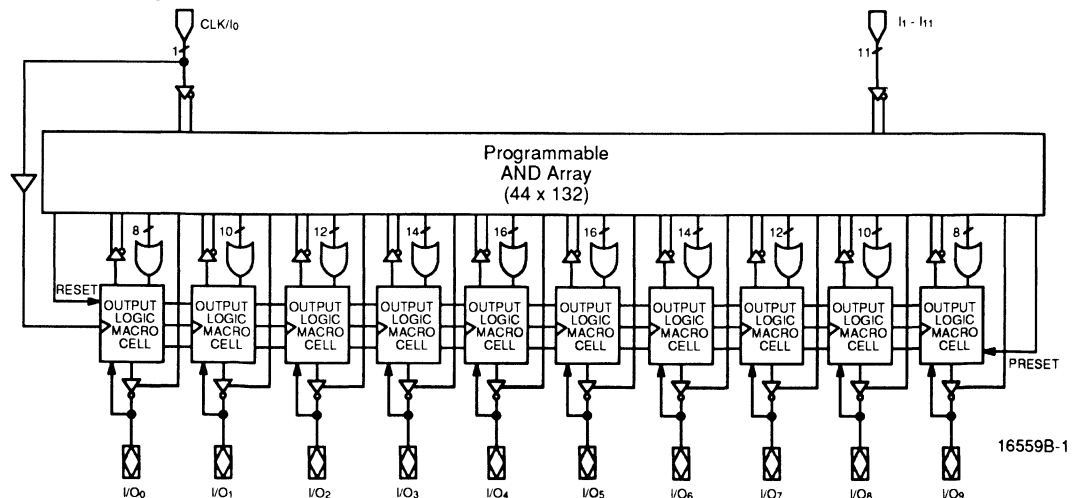 CLK/I0
I1 - I11
1
11
Programmable
AND Array
(44 x 132)
8
10
12
14
16
16
14
12
10
8
RESET
OUTPUT
LOGIC
MACRO
CELL
OUTPUT
LOGIC
MACRO
CELL
OUTPUT
LOGIC
MACRO
CELL
OUTPUT
LOGIC
MACRO
CELL
OUTPUT
LOGIC
MACRO
CELL
OUTPUT
LOGIC
MACRO
CELL
OUTPUT
LOGIC
MACRO
CELL
OUTPUT
LOGIC
MACRO
CELL
OUTPUT
LOGIC
MACRO
CELL
OUTPUT
LOGIC
MACRO
CELL
PRESET
16559B-1
I/O0
I/O1
I/O2
I/O3
I/O4
I/O5
I/O6
I/O7
I/O8
I/O9